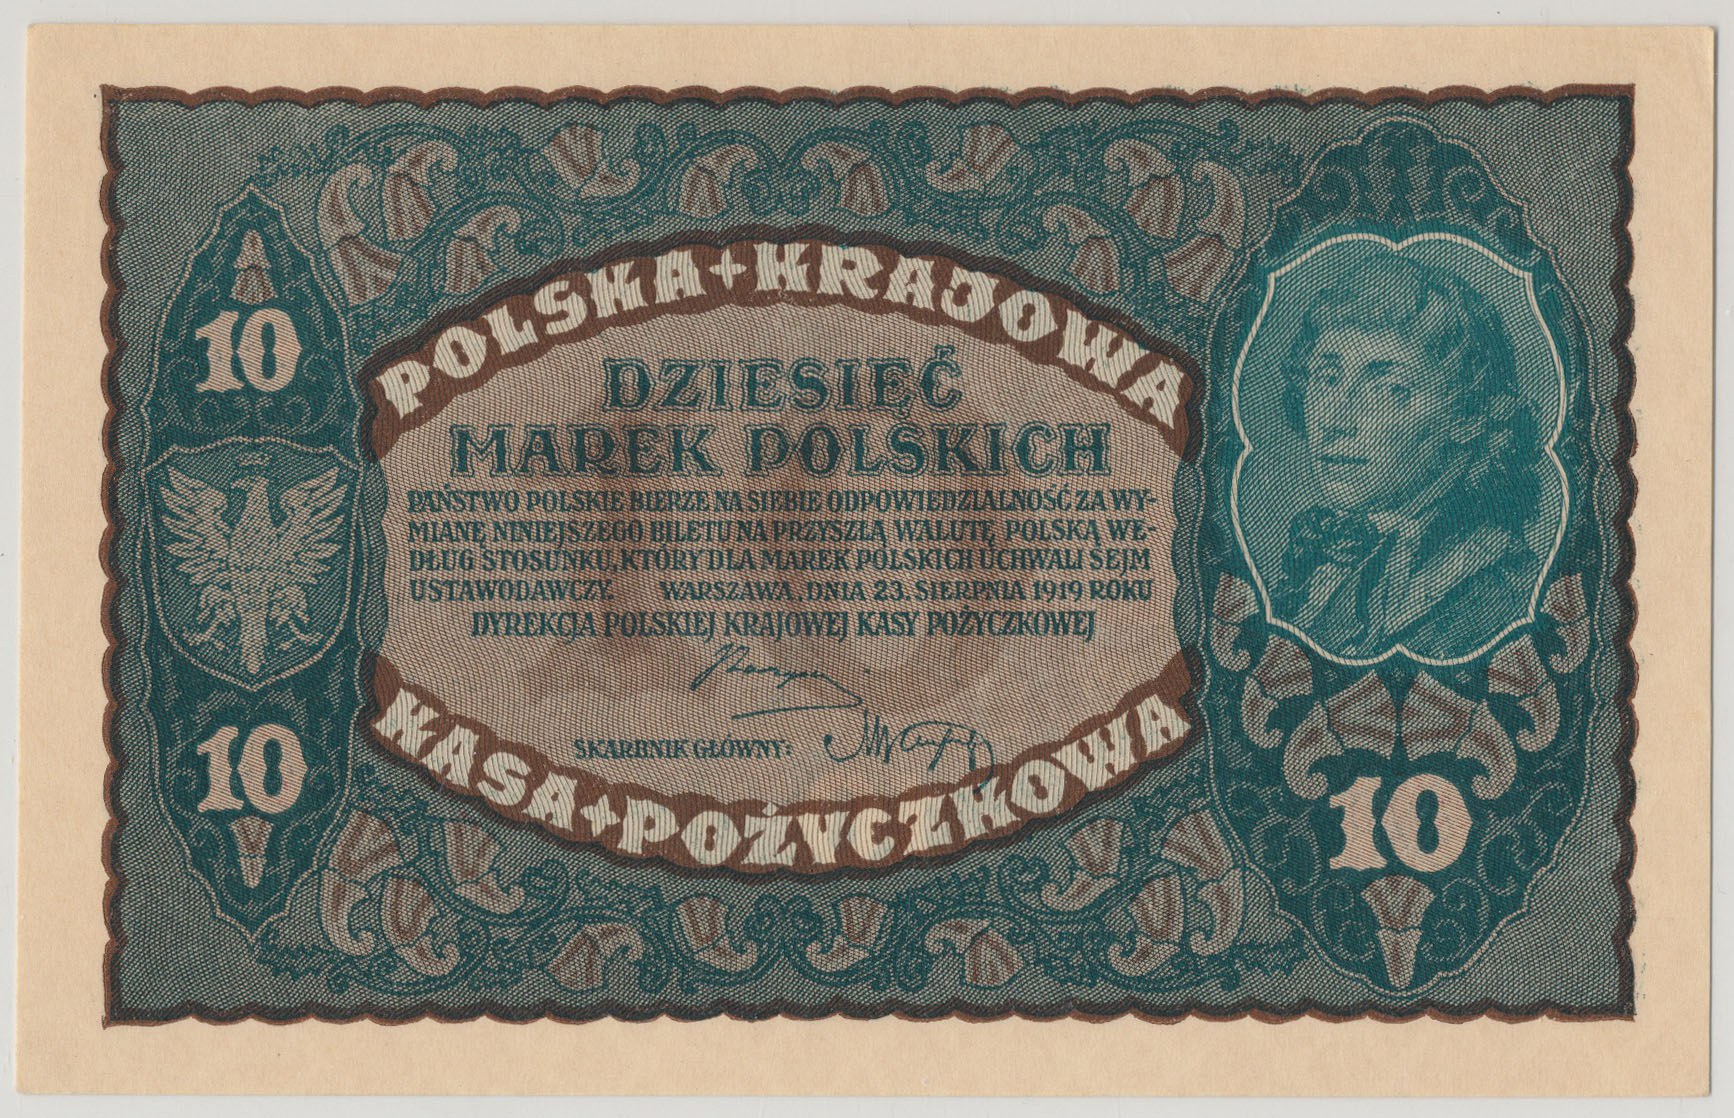 POLSKA KRAJOWA
10
DZIESIĘĆ
MAREK POLSKICH
PAŃSTWO POLSKIE BIERZE NA SIEBIE ODPOWIEDZIALNOŚĆ ZA WY-
MIANĘ NINIEJSZEGO BILETU NA PRZYSZŁĄ WALUTĘ POLSKĄ WE-
DŁUG STOSUNKU, KTÓRY DLA MAREK POLSKICH UCHWALI SEJM
USTAWODAWCZY. WARSZAWA, DNIA 23. SIERPNIA 1919 ROKU
DYREKCJA POLSKIEJ KRAJOWEJ KASY POŻYCZKOWEJ
SKARBNIK GŁÓWNY:
10
KASA POŻYCZKOWA
10